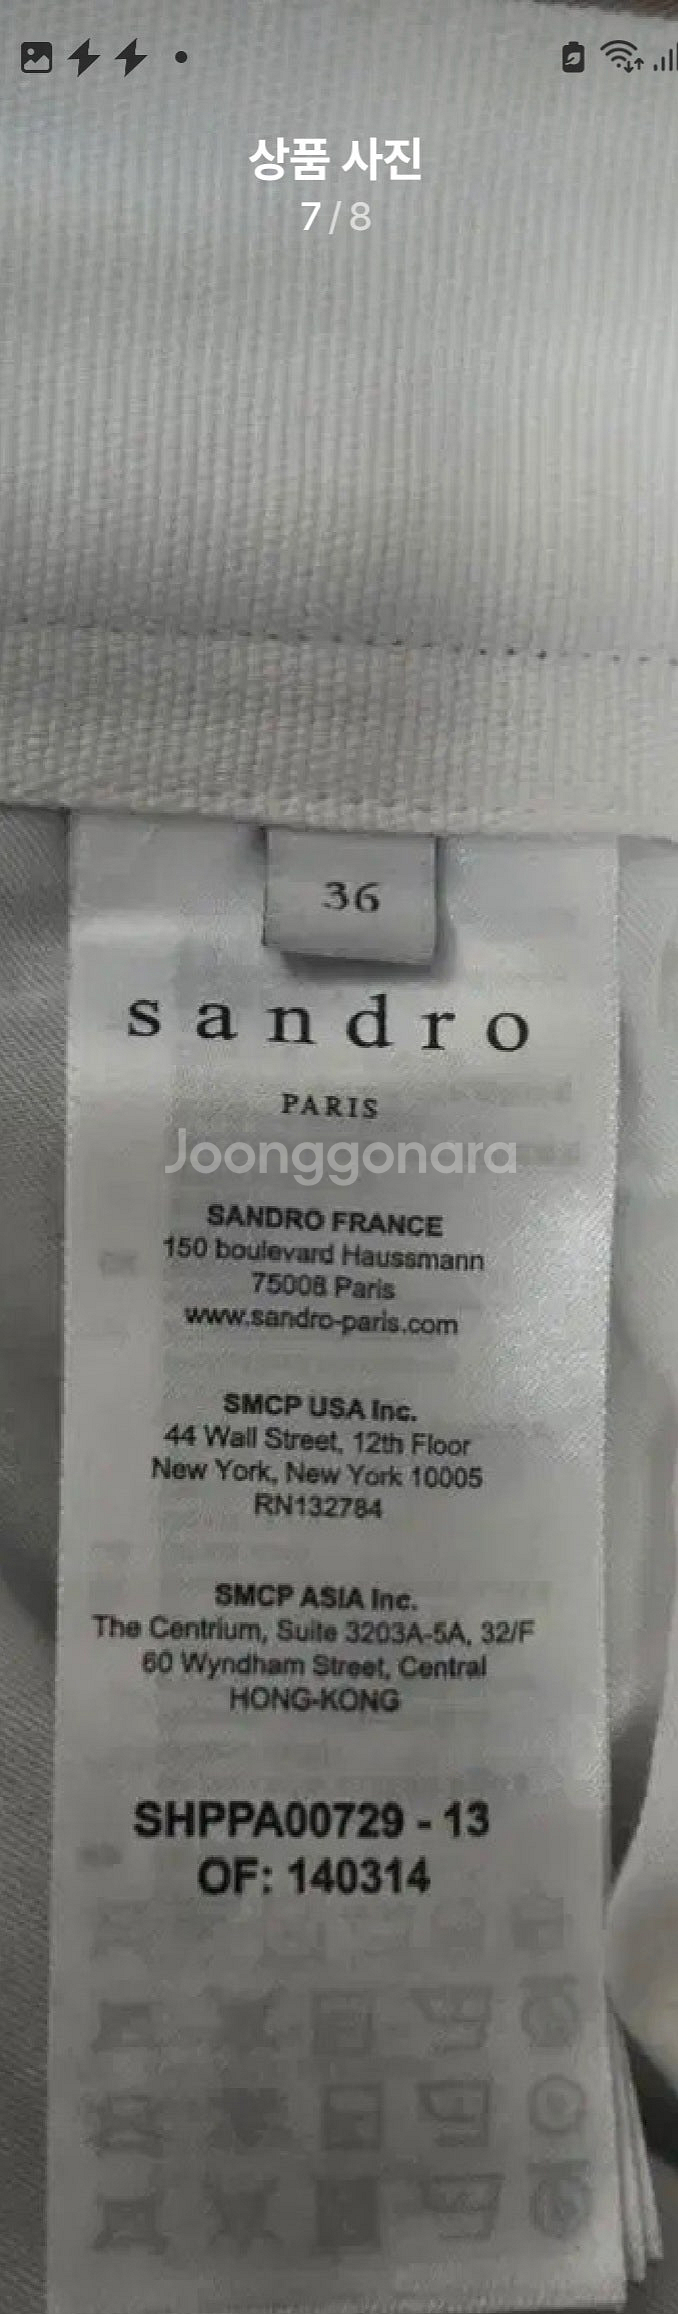 상품 사진
7 / 8
36
sandro
PARIS
Joonggonara
SANDRO FRANCE
150 boulevard Haussmann
75008 Paris
www.sandro-paris.com
SMCP USA Inc.
44 Wall Street, 12th Floor
New York, New York 10005
RN132784
SMCP ASIA Inc.
The Centrium, Suite 3203A-5A, 32/F
60 Wyndham Street, Central
HONG-KONG
SHPPA00729 - 13
OF: 140314